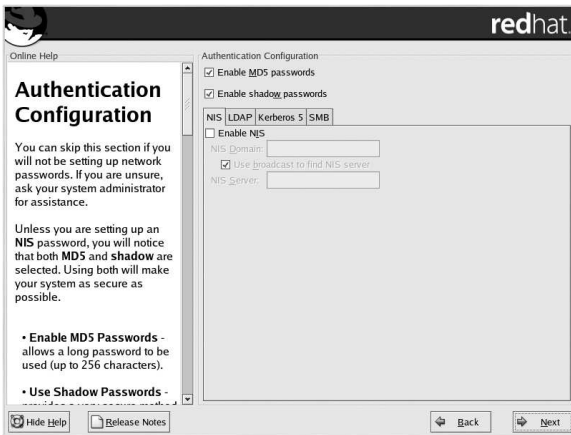 redhat.
Online Help
Authentication
Configuration
You can skip this section if you
will not be setting up network
passwords. If you are unsure,
ask your system administrator
for assistance.
Unless you are setting up an
NIS password, you will notice
that both MD5 and shadow are
selected. Using both will make
your system as secure as
possible.
• Enable MD5 Passwords -
allows a long password to be
used (up to 256 characters).
• Use Shadow Passwords -
Authentication Configuration
Enable MD5 passwords
Enable shadow passwords
NIS LDAP Kerberos 5 SMB
Enable NIS
NIS Domain:
Use broadcast to find NIS server
NIS Server:
Hide Help
Release Notes
Back
Next